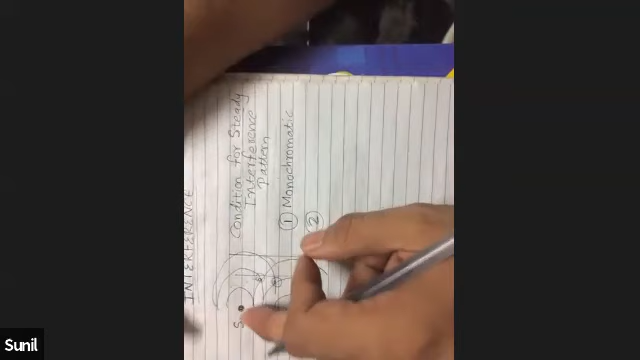 INTERFERENCE
Condition for Steady
Interference
Pattern
① Monochromatic
②
S
Sunil